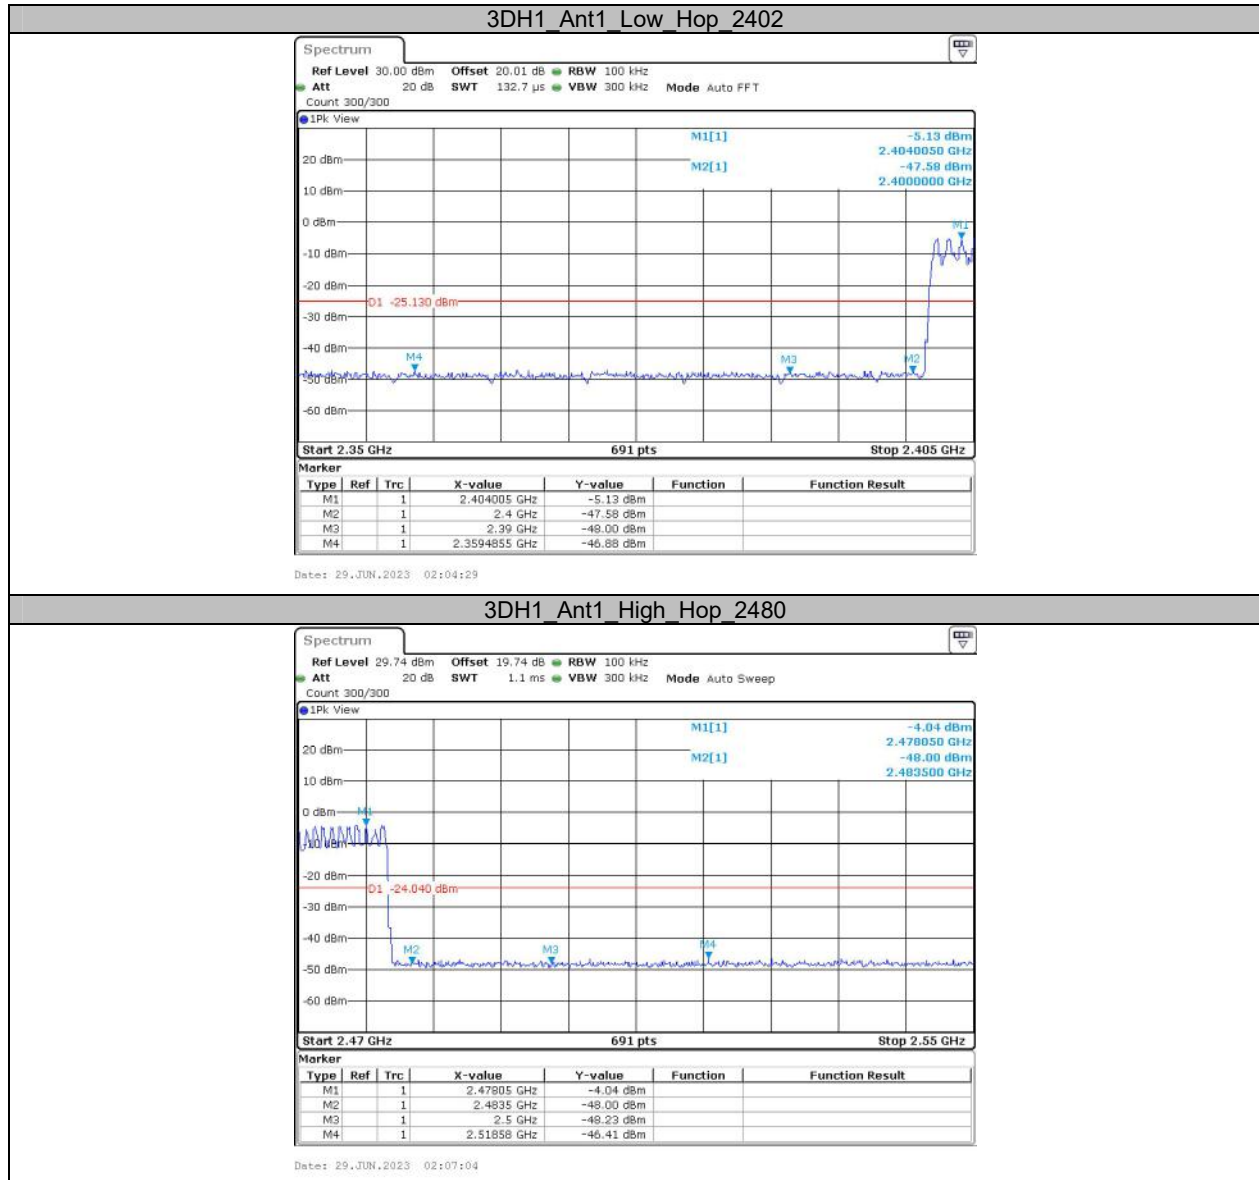 3DH1_Ant1_Low_Hop_2402
Spectrum
Ref Level 30.00 dBm Offset 20.01 dB RBW 100 kHz
Att 20 dB SWT 132.7 µs VBW 300 kHz Mode Auto FFT
Count 300/300
1Pk View
M1[1] -5.13 dBm
2.4040050 GHz
20 dBm
M2[1] -47.58 dBm
2.4000000 GHz
10 dBm
0 dBm
M1
-10 dBm
-20 dBm
D1 -25.130 dBm
-30 dBm
-40 dBm
M4 M3 M2
-50 dBm
-60 dBm
Start 2.35 GHz 691 pts Stop 2.405 GHz
Marker
Type Ref Trc X-value Y-value Function Function Result
M1 1 2.404005 GHz -5.13 dBm
M2 1 2.4 GHz -47.58 dBm
M3 1 2.39 GHz -48.00 dBm
M4 1 2.3594855 GHz -46.88 dBm
Date: 29.JUN.2023 02:04:29
3DH1_Ant1_High_Hop_2480
Spectrum
Ref Level 29.74 dBm Offset 19.74 dB RBW 100 kHz
Att 20 dB SWT 1.1 ms VBW 300 kHz Mode Auto Sweep
Count 300/300
1Pk View
M1[1] -4.04 dBm
2.478050 GHz
20 dBm
M2[1] -48.00 dBm
2.483500 GHz
10 dBm
0 dBm
M1
-10 dBm
-20 dBm
D1 -24.040 dBm
-30 dBm
-40 dBm
M2 M3 M4
-50 dBm
-60 dBm
Start 2.47 GHz 691 pts Stop 2.55 GHz
Marker
Type Ref Trc X-value Y-value Function Function Result
M1 1 2.47805 GHz -4.04 dBm
M2 1 2.4835 GHz -48.00 dBm
M3 1 2.5 GHz -48.23 dBm
M4 1 2.51858 GHz -46.41 dBm
Date: 29.JUN.2023 02:07:04